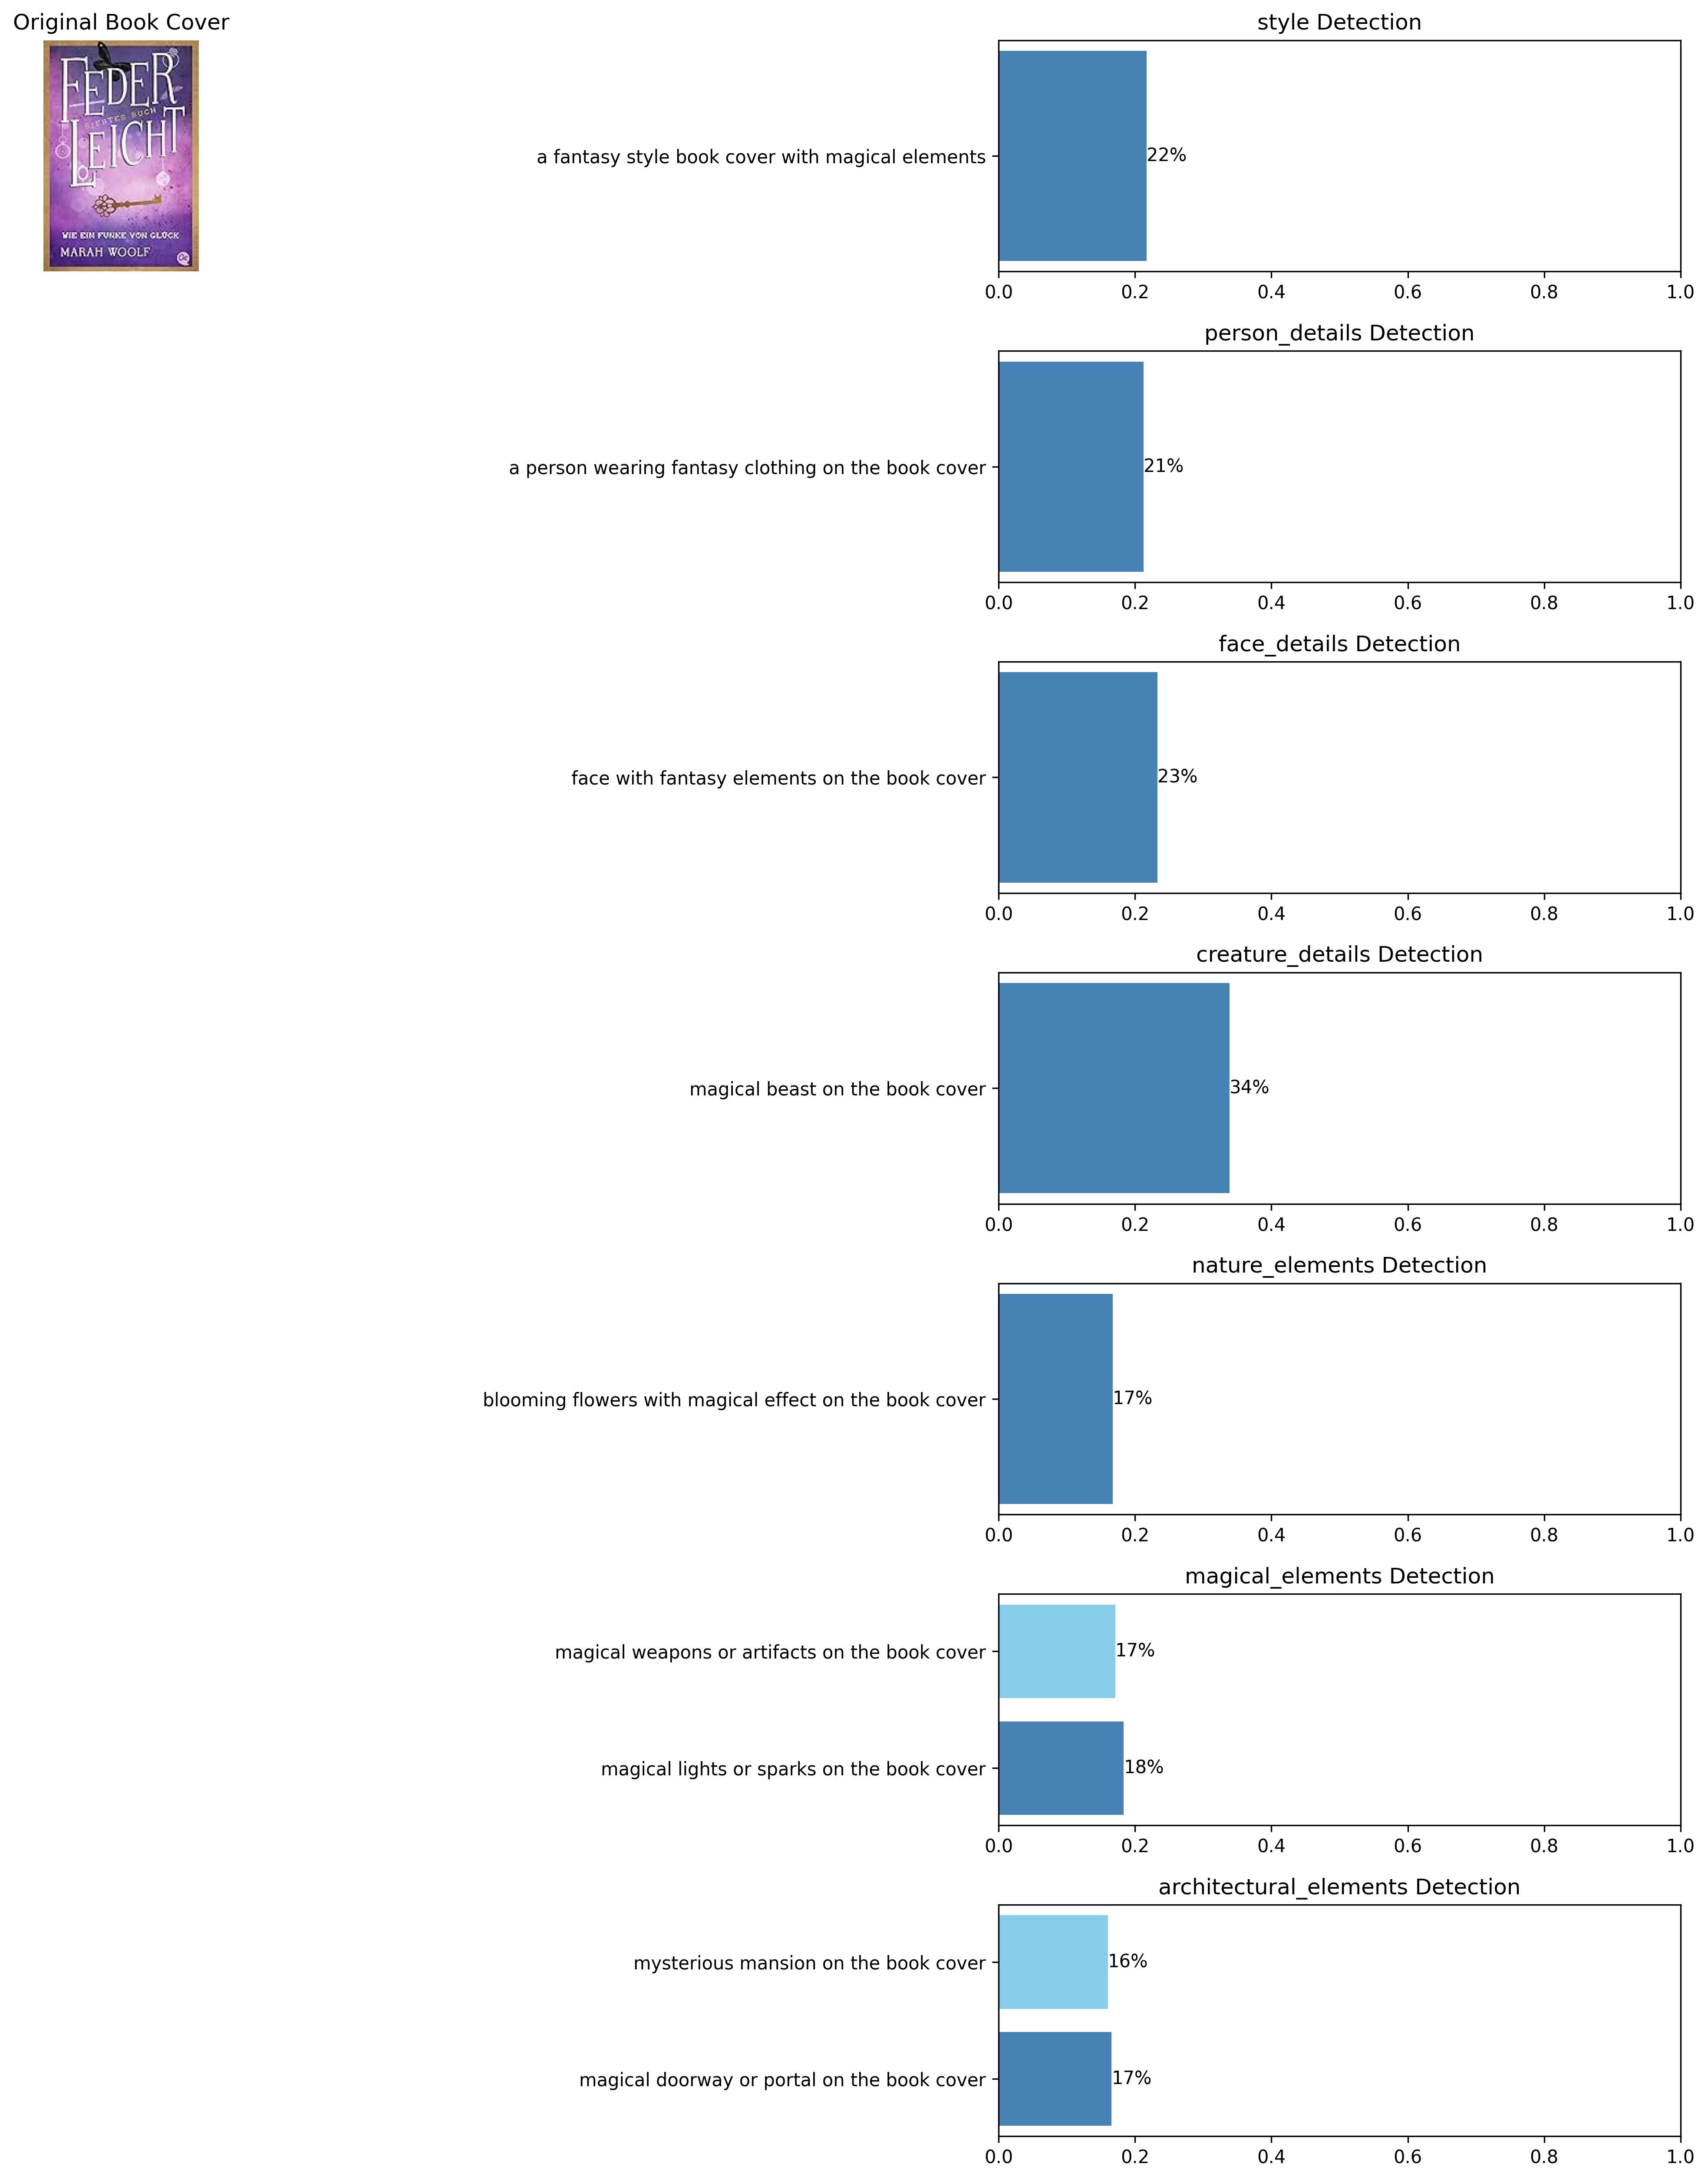 Original Book Cover
FEDER
SIEBTES BUCH
LEICHT
WIE EIN FUNKE VON GLÜCK
MARAH WOOLF
style Detection
a fantasy style book cover with magical elements
22%
0.0 0.2 0.4 0.6 0.8 1.0
person_details Detection
a person wearing fantasy clothing on the book cover
21%
0.0 0.2 0.4 0.6 0.8 1.0
face_details Detection
face with fantasy elements on the book cover
23%
0.0 0.2 0.4 0.6 0.8 1.0
creature_details Detection
magical beast on the book cover
34%
0.0 0.2 0.4 0.6 0.8 1.0
nature_elements Detection
blooming flowers with magical effect on the book cover
17%
0.0 0.2 0.4 0.6 0.8 1.0
magical_elements Detection
magical weapons or artifacts on the book cover
17%
magical lights or sparks on the book cover
18%
0.0 0.2 0.4 0.6 0.8 1.0
architectural_elements Detection
mysterious mansion on the book cover
16%
magical doorway or portal on the book cover
17%
0.0 0.2 0.4 0.6 0.8 1.0